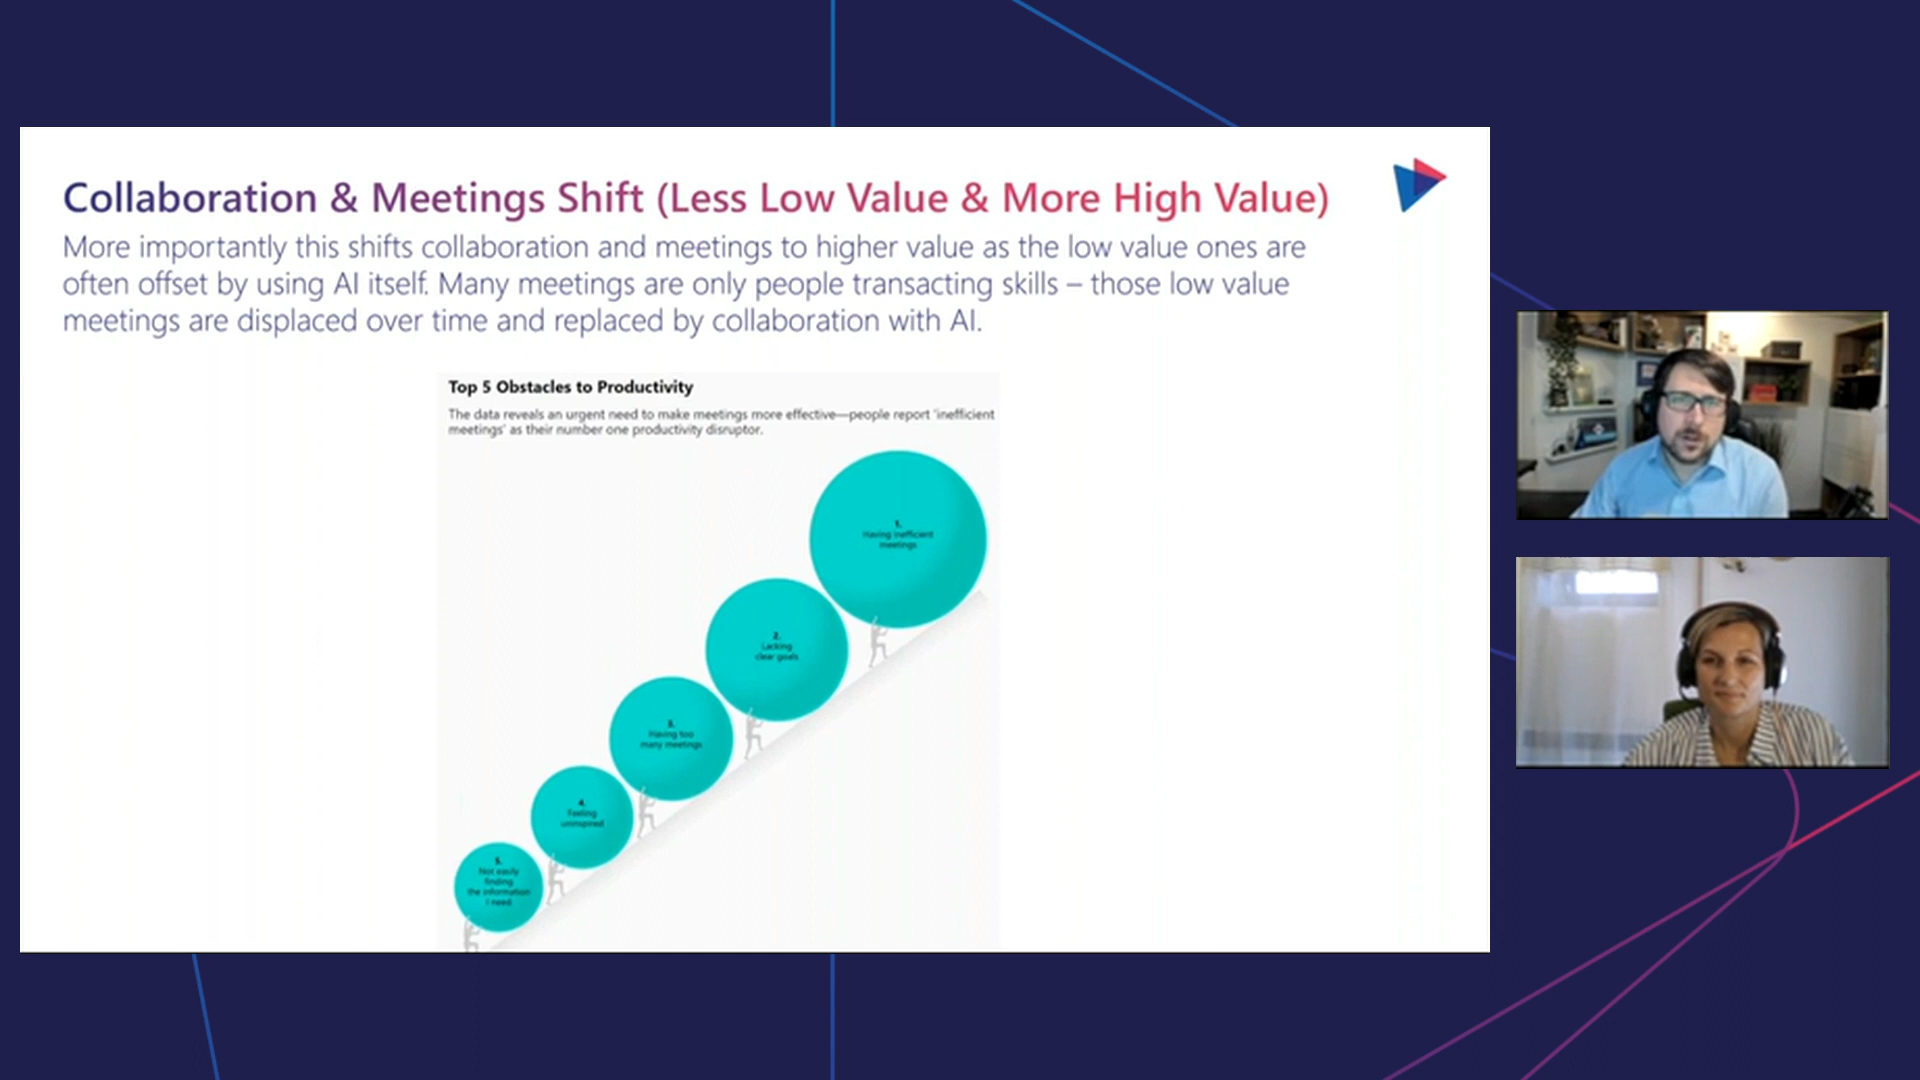 Collaboration & Meetings Shift (Less Low Value & More High Value)
More importantly this shifts collaboration and meetings to higher value as the low value ones are
often offset by using AI itself. Many meetings are only people transacting skills – those low value
meetings are displaced over time and replaced by collaboration with AI.
Top 5 Obstacles to Productivity
The data reveals an urgent need to make meetings more effective—people report 'inefficient
meetings' as their number one productivity disruptor.
1.
Having inefficient
meetings
2.
Lacking
clear goals
3.
Having too
many meetings
4.
Feeling
uninspired
5.
Not easily
finding
the information
I need